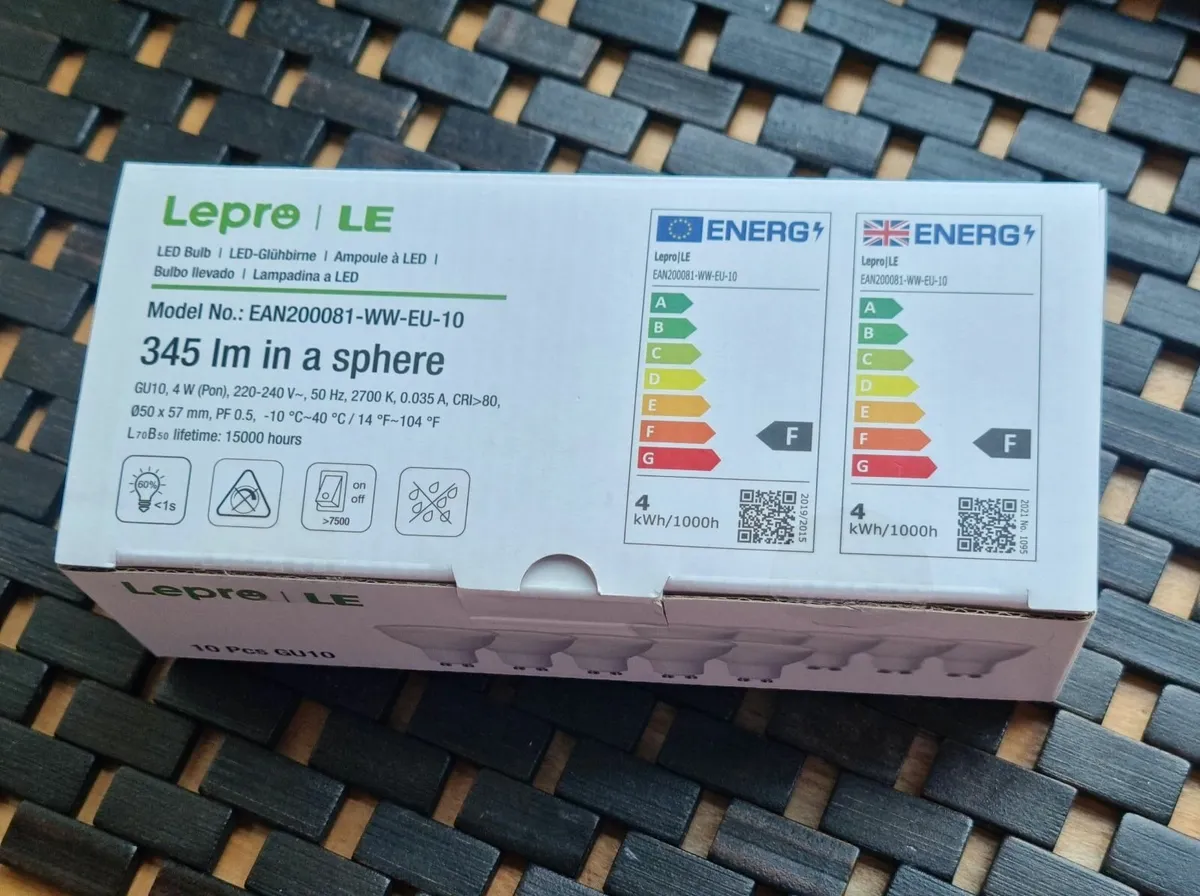 Lepro | LE
LED Bulb | LED-Glühbirne | Ampoule à LED |
Bulbo llevado | Lampadina a LED
Model No.: EAN200081-WW-EU-10
345 lm in a sphere
GU10, 4 W (Pon), 220-240 V~, 50 Hz, 2700 K, 0.035 A, CRI>80,
Ø50 x 57 mm, PF 0.5, -10 °C~40 °C / 14 °F~104 °F
L70B50 lifetime: 15000 hours
60%
<1s
on
off
>7500
ENERG
Lepro|LE
EAN200081-WW-EU-10
A
B
C
D
E
F
G
F
4
kWh/1000h
2019/2015
ENERG
Lepro|LE
EAN200081-WW-EU-10
A
B
C
D
E
F
G
F
4
kWh/1000h
2021 No. 1095
Lepro | LE
10 Pcs GU10